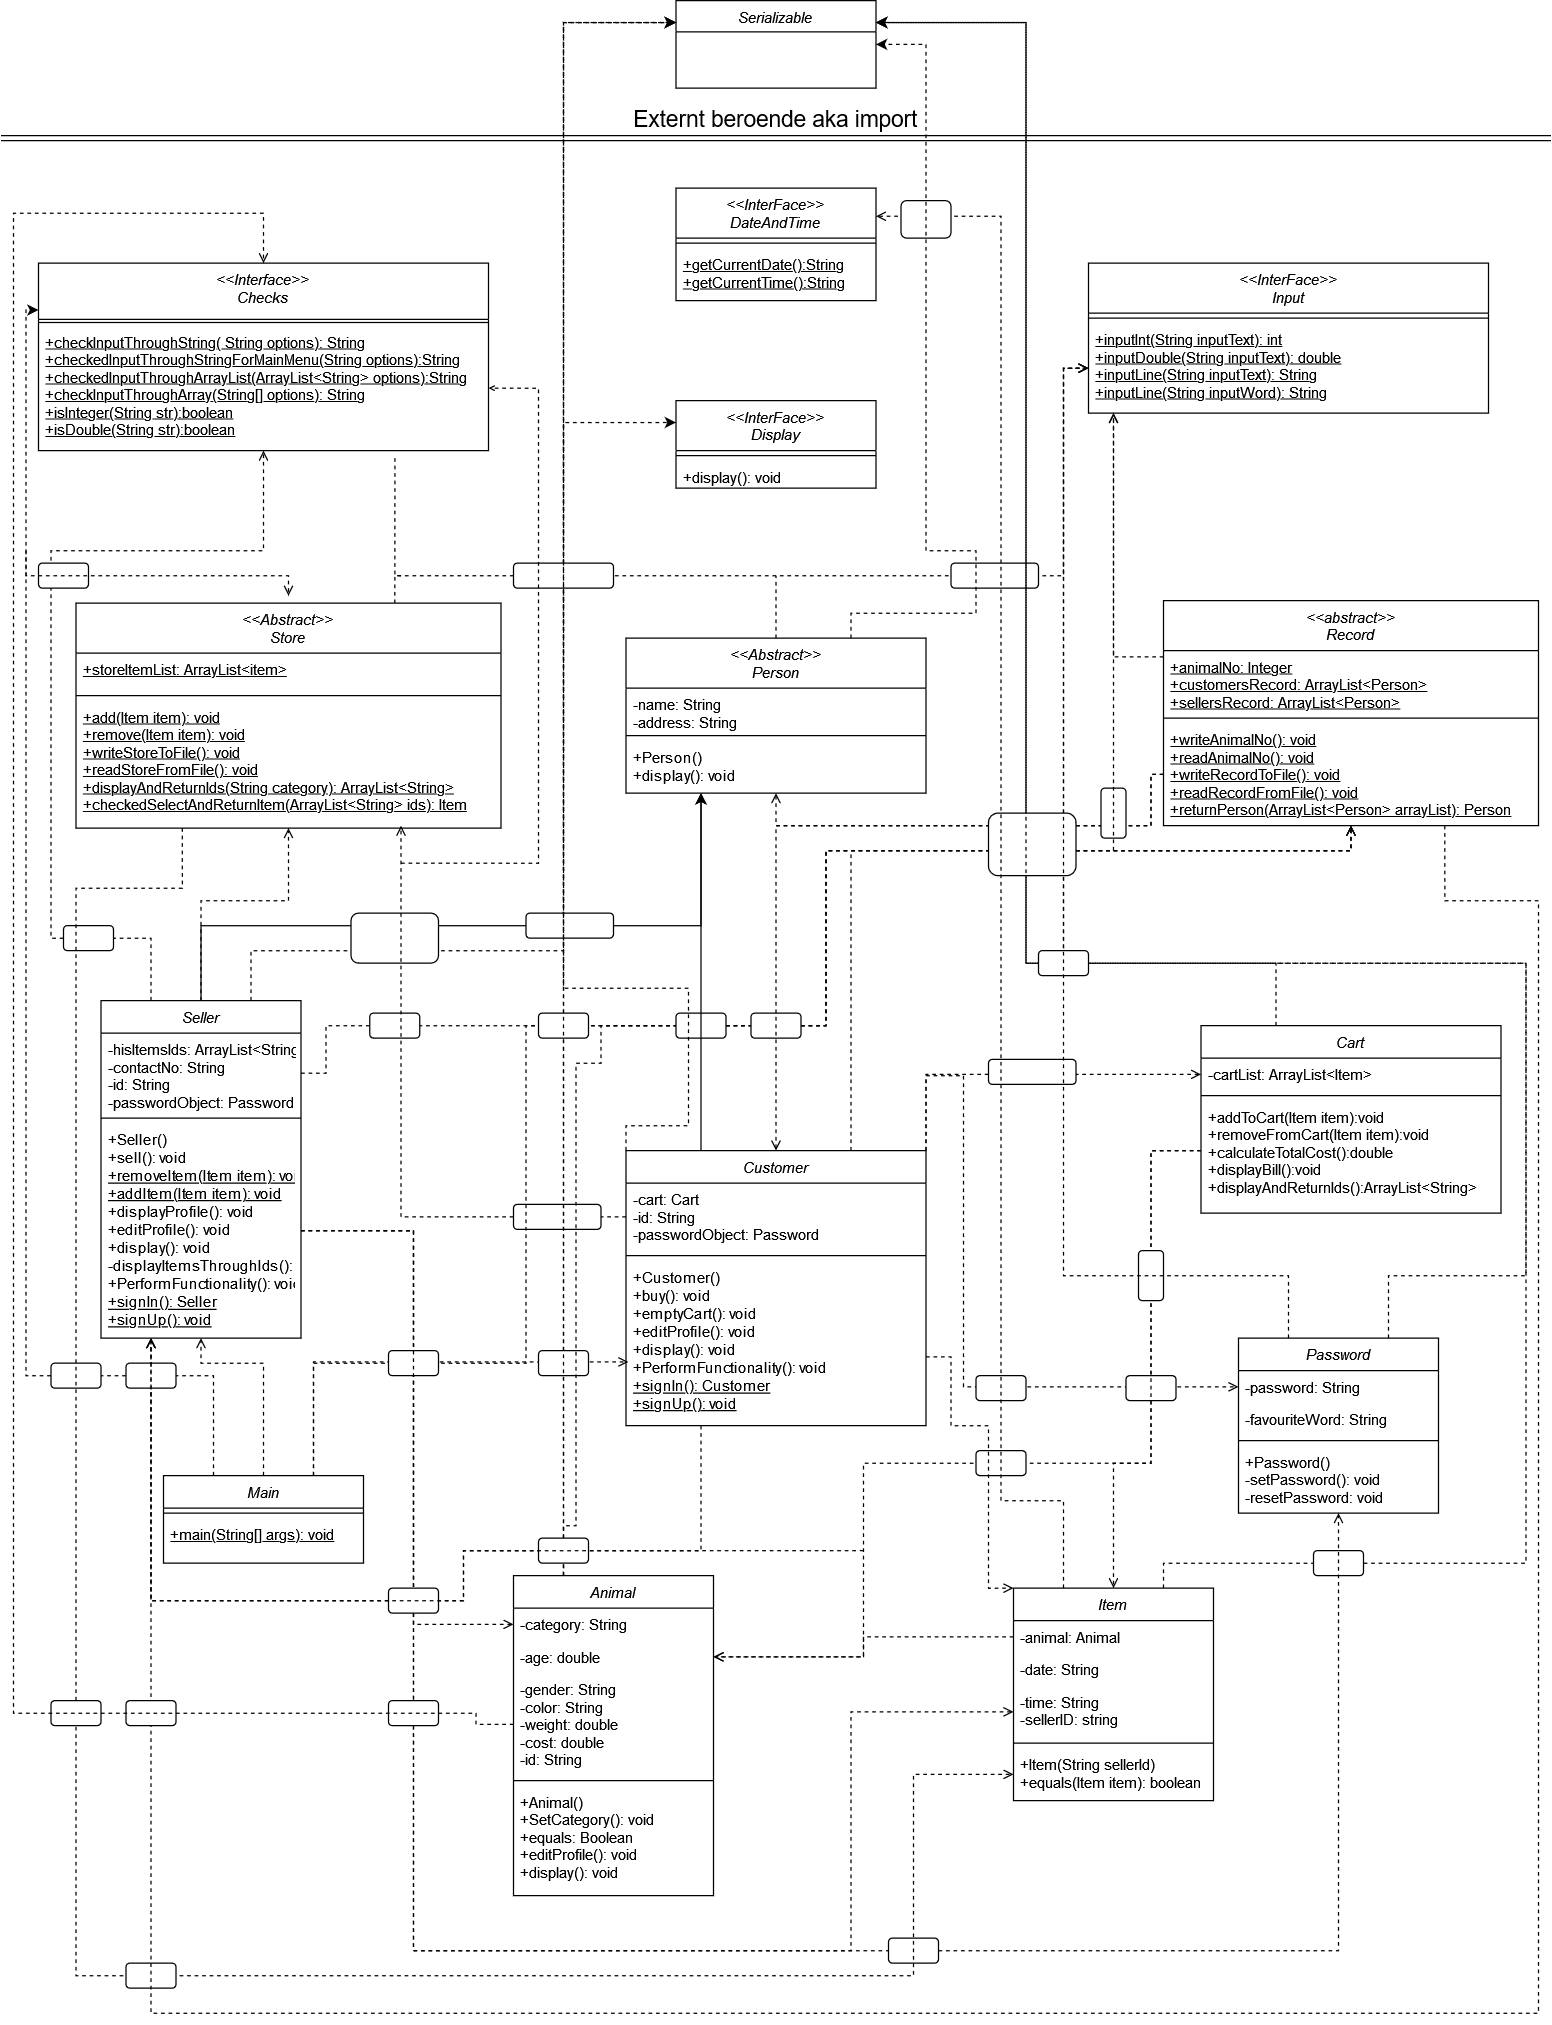 Serializable
Externt beroende aka import
<<InterFace>>
DateAndTime
+getCurrentDate():String
+getCurrentTime():String
<<Interface>>
Checks
+checkInputThroughString( String options): String
+checkedInputThroughStringForMainMenu(String options):String
+checkedInputThroughArrayList(ArrayList<String> options):String
+checkInputThroughArray(String[] options): String
+isInteger(String str):boolean
+isDouble(String str):boolean
<<InterFace>>
Input
+inputInt(String inputText): int
+inputDouble(String inputText): double
+inputLine(String inputText): String
+inputLine(String inputWord): String
<<InterFace>>
Display
+display(): void
<<Abstract>>
Store
+storeItemList: ArrayList<item>
+add(Item item): void
+remove(Item item): void
+writeStoreToFile(): void
+readStoreFromFile(): void
+displayAndReturnIds(String category): ArrayList<String>
+checkedSelectAndReturnItem(ArrayList<String> ids): Item
<<Abstract>>
Person
-name: String
-address: String
+Person()
+display(): void
<<abstract>>
Record
+animalNo: Integer
+customersRecord: ArrayList<Person>
+sellersRecord: ArrayList<Person>
+writeAnimalNo(): void
+readAnimalNo(): void
+writeRecordToFile(): void
+readRecordFromFile(): void
+returnPerson(ArrayList<Person> arrayList): Person
Seller
-hisItemsIds: ArrayList<String
-contactNo: String
-id: String
-passwordObject: Password
+Seller()
+sell(): void
+removeItem(Item item): vo
+addItem(Item item): void
+displayProfile(): void
+editProfile(): void
+display(): void
-displayItemsThroughIds():
+PerformFunctionality(): voi
+signIn(): Seller
+signUp(): void
Cart
-cartList: ArrayList<Item>
+addToCart(Item item):void
+removeFromCart(Item item):void
+calculateTotalCost():double
+displayBill():void
+displayAndReturnIds():ArrayList<String>
Customer
-cart: Cart
-id: String
-passwordObject: Password
+Customer()
+buy(): void
+emptyCart(): void
+editProfile(): void
+display(): void
+PerformFunctionality(): void
+signIn(): Customer
+signUp(): void
Password
-password: String
-favouriteWord: String
+Password()
-setPassword(): void
-resetPassword: void
Main
+main(String[] args): void
Animal
-category: String
-age: double
-gender: String
-color: String
-weight: double
-cost: double
-id: String
+Animal()
+SetCategory(): void
+equals: Boolean
+editProfile(): void
+display(): void
Item
-animal: Animal
-date: String
-time: String
-sellerID: string
+Item(String sellerId)
+equals(Item item): boolean